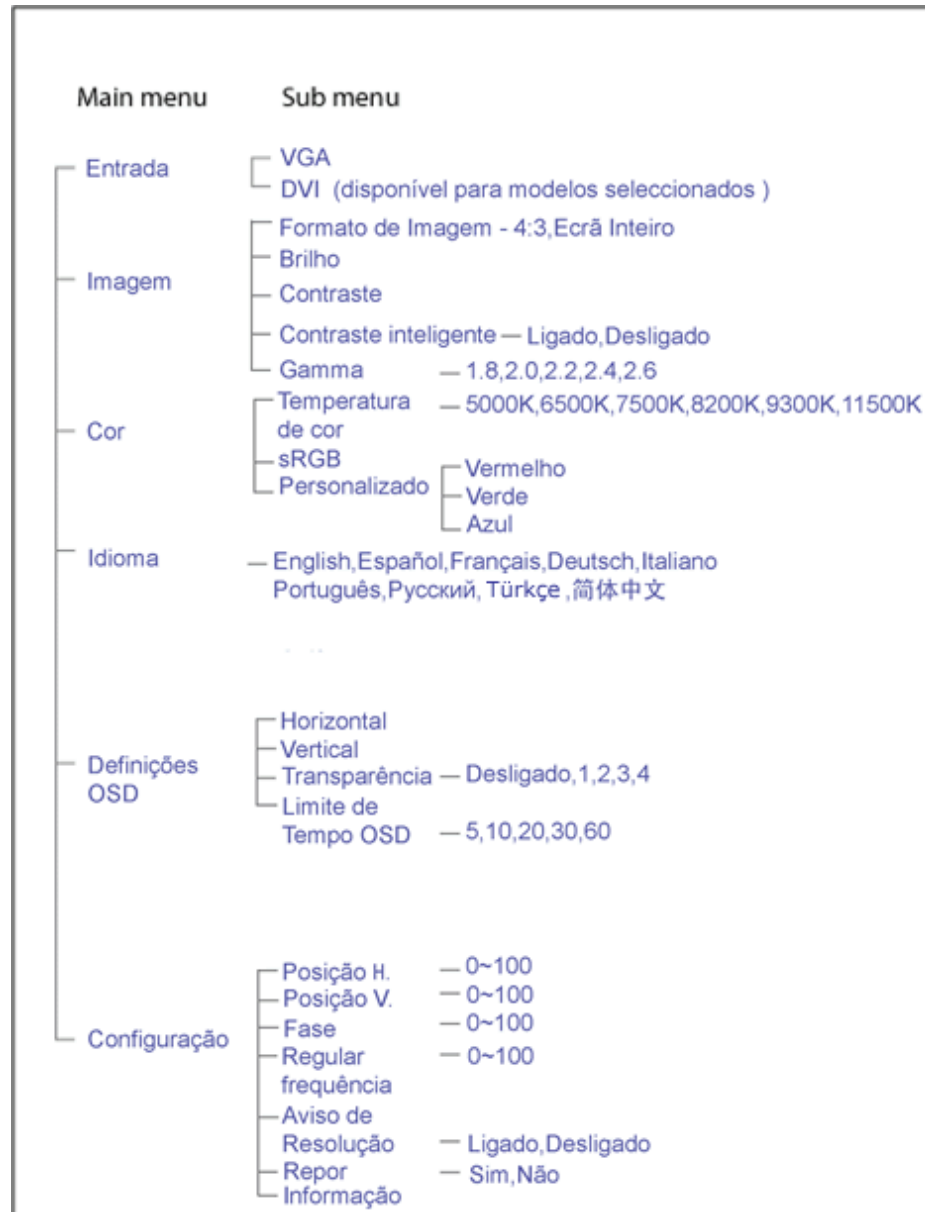 Main menu Sub menu
Entrada
VGA
DVI (disponível para modelos seleccionados )
Imagem
Formato de Imagem - 4:3,Ecrã Inteiro
Brilho
Contraste
Contraste inteligente — Ligado,Desligado
Gamma — 1.8,2.0,2.2,2.4,2.6
Cor
Temperatura — 5000K,6500K,7500K,8200K,9300K,11500K
de cor
sRGB
Personalizado
Vermelho
Verde
Azul
Idioma
— English,Español,Français,Deutsch,Italiano
Português,Русский, Türkçe ,简体中文
Definições
OSD
Horizontal
Vertical
Transparência — Desligado,1,2,3,4
Limite de
Tempo OSD — 5,10,20,30,60
Configuração
Posição H. — 0~100
Posição V. — 0~100
Fase — 0~100
Regular — 0~100
frequência
Aviso de
Resolução — Ligado,Desligado
Repor — Sim,Não
Informação